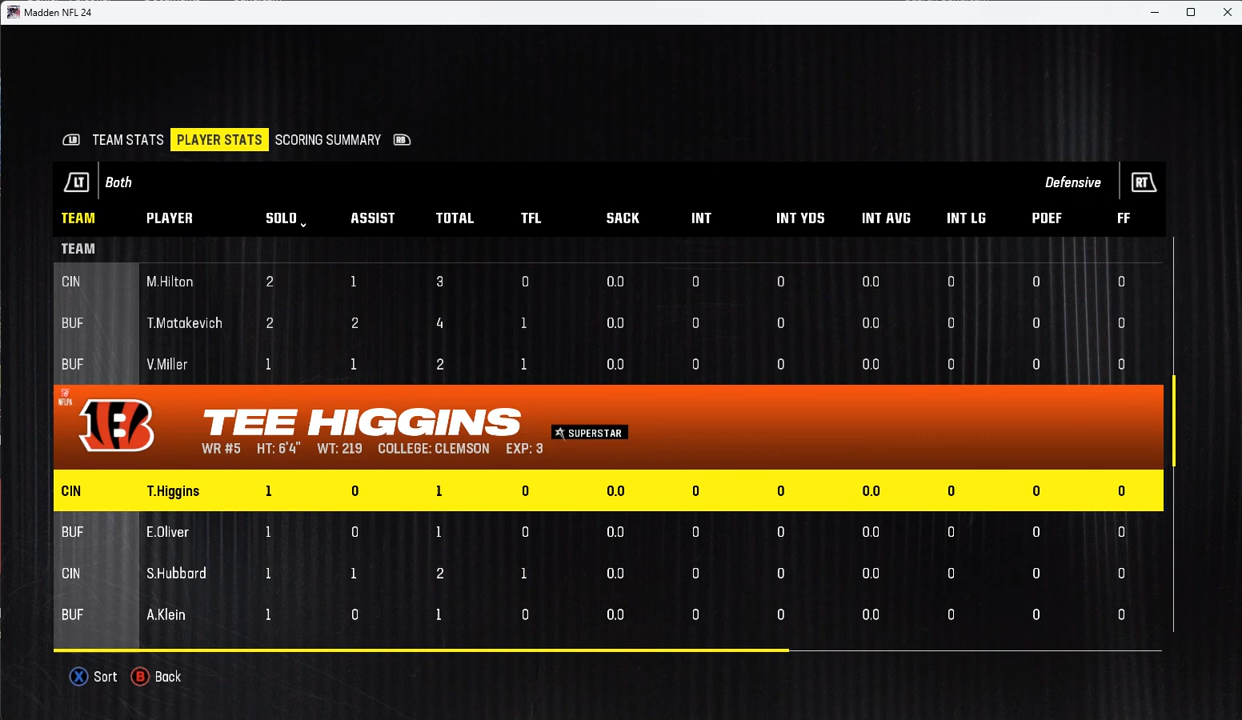 Madden NFL 24
LB TEAM STATS PLAYER STATS SCORING SUMMARY RB
LT Both Defensive RT
TEAM PLAYER SOLO ASSIST TOTAL TFL SACK INT INT YDS INT AVG INT LG PDEF FF
TEAM
CIN M.Hilton 2 1 3 0 0.0 0 0 0.0 0 0 0
BUF T.Matakevich 2 2 4 1 0.0 0 0 0.0 0 0 0
BUF V.Miller 1 1 2 1 0.0 0 0 0.0 0 0 0
NFLPA
B
TEE HIGGINS SUPERSTAR
WR #5 HT: 6'4" WT: 219 COLLEGE: CLEMSON EXP: 3
CIN T.Higgins 1 0 1 0 0.0 0 0 0.0 0 0 0
BUF E.Oliver 1 0 1 0 0.0 0 0 0.0 0 0 0
CIN S.Hubbard 1 1 2 1 0.0 0 0 0.0 0 0 0
BUF A.Klein 1 0 1 0 0.0 0 0 0.0 0 0 0
X Sort B Back